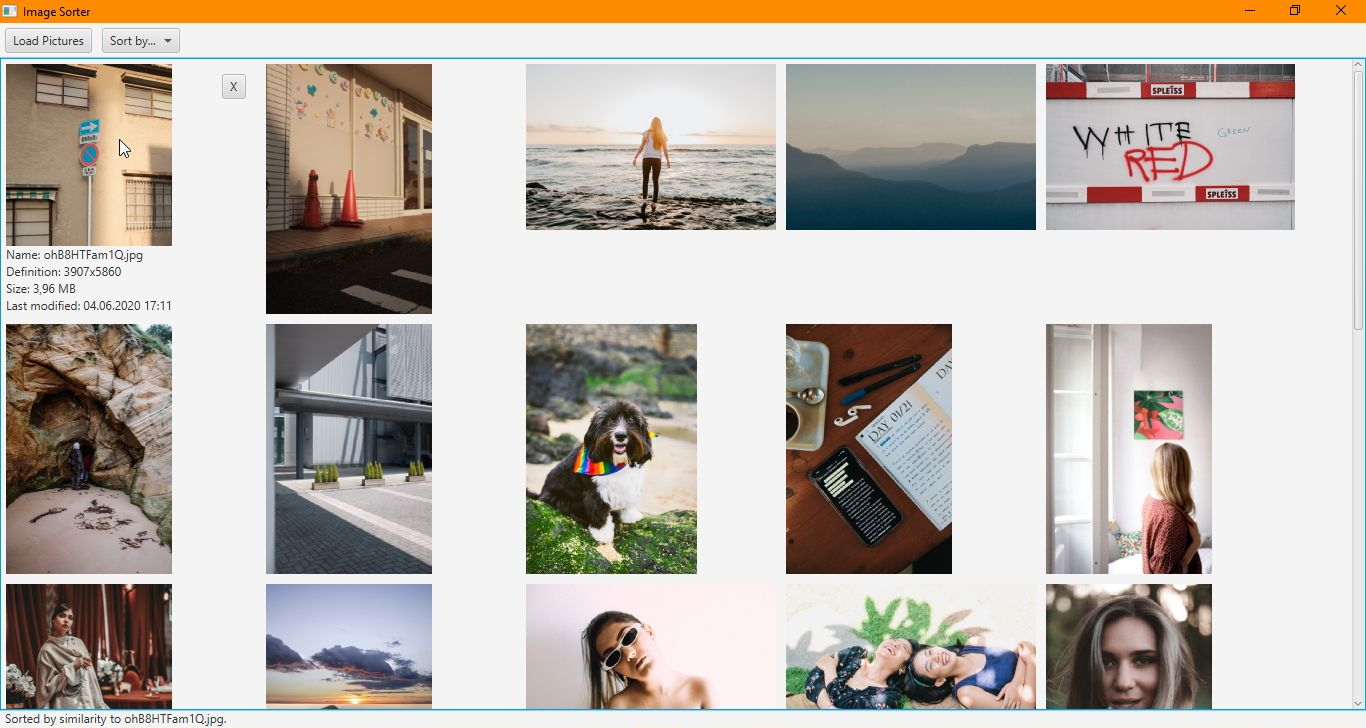 Image Sorter
Load Pictures
Sort by...
X
Name: ohB8HTFam1Q.jpg
Definition: 3907x5860
Size: 3,96 MB
Last modified: 04.06.2020 17:11
SPLEISS
WHITE
GREEN
RED
SPLEISS
DAY
DAY 01/21
Sorted by similarity to ohB8HTFam1Q.jpg.